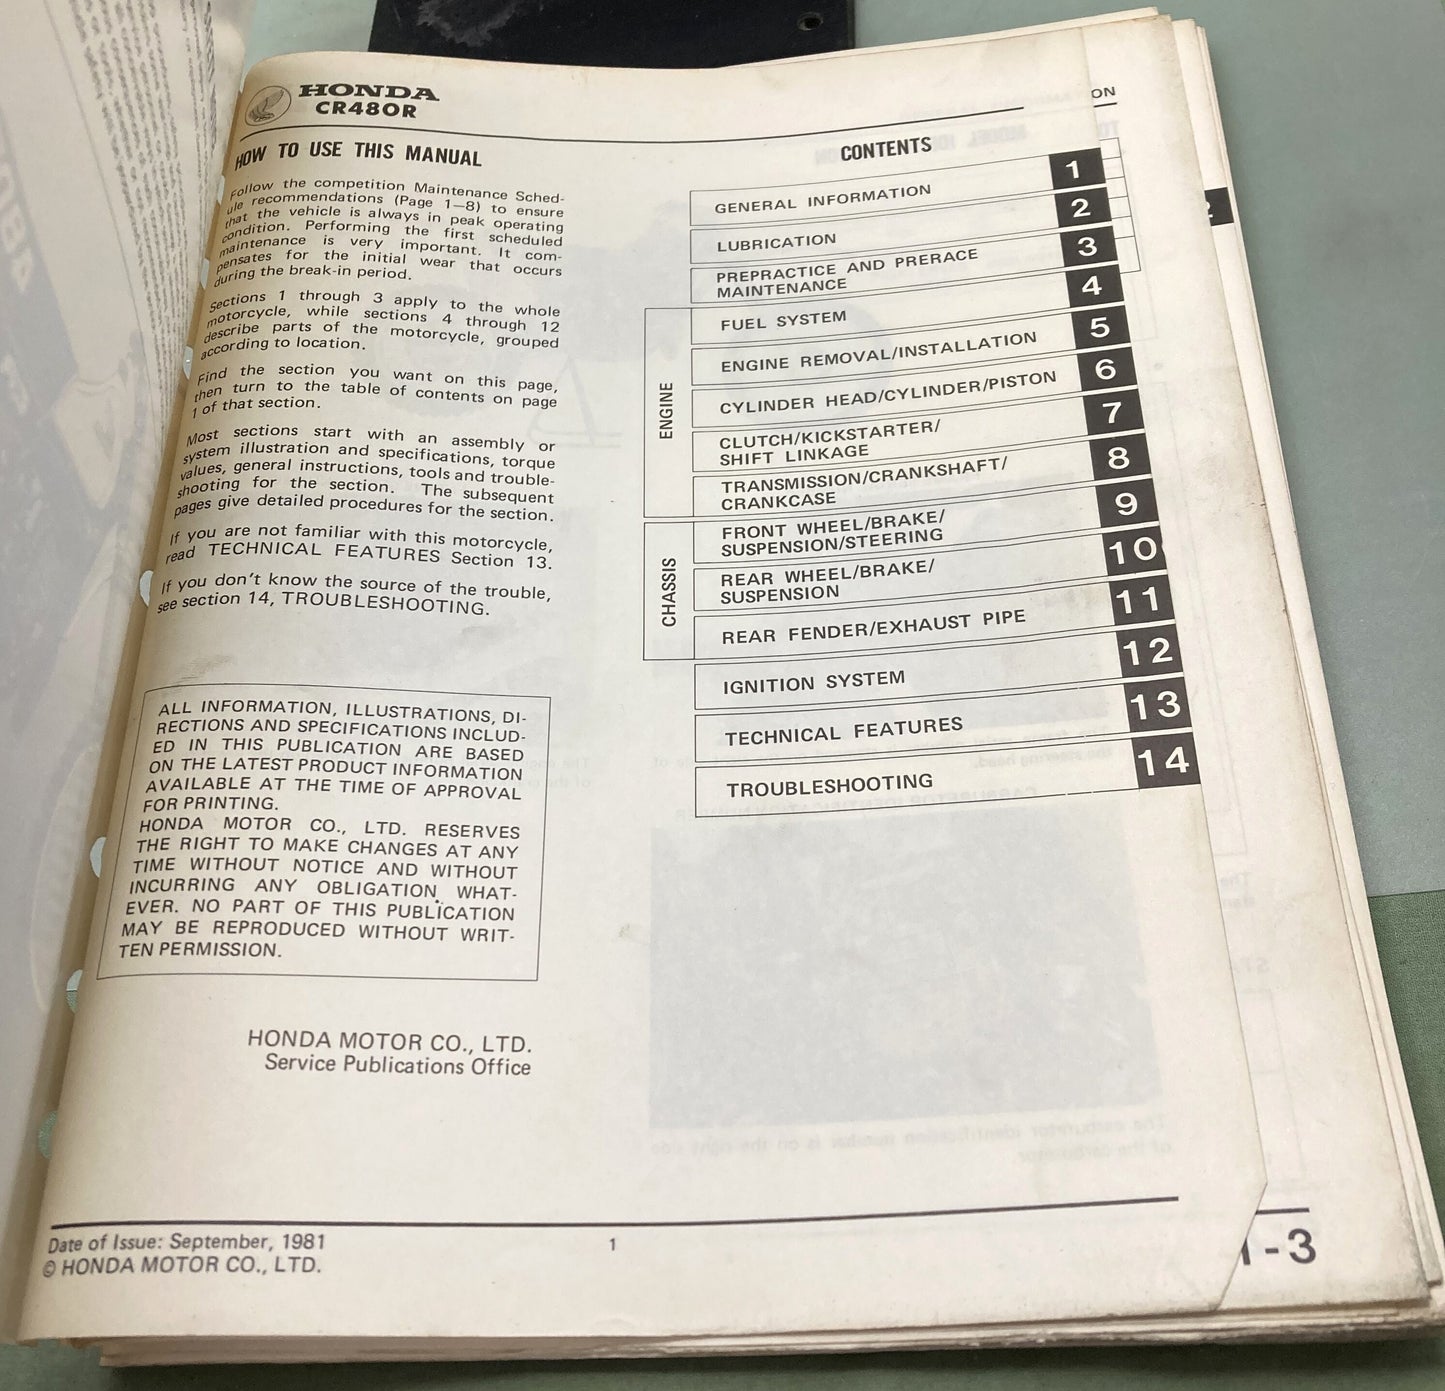 HONDA
CR480R
HOW TO USE THIS MANUAL
Follow the competition Maintenance Sched-
ule recommendations (Page 1-8) to ensure
that the vehicle is always in peak operating
condition. Performing the first scheduled
maintenance is very important. It com-
pensates for the initial wear that occurs
during the break-in period.
Sections 1 through 3 apply to the whole
motorcycle, while sections 4 through 12
describe parts of the motorcycle, grouped
according to location.
Find the section you want on this page,
then turn to the table of contents on page
1 of that section.
Most sections start with an assembly or
system illustration and specifications, torque
values, general instructions, tools and trouble-
shooting for the section. The subsequent
pages give detailed procedures for the section.
If you are not familiar with this motorcycle,
read TECHNICAL FEATURES Section 13.
If you don't know the source of the trouble,
see section 14, TROUBLESHOOTING.
ALL INFORMATION, ILLUSTRATIONS, DI-
RECTIONS AND SPECIFICATIONS INCLUD-
ED IN THIS PUBLICATION ARE BASED
ON THE LATEST PRODUCT INFORMATION
AVAILABLE AT THE TIME OF APPROVAL
FOR PRINTING.
HONDA MOTOR CO., LTD. RESERVES
THE RIGHT TO MAKE CHANGES AT ANY
TIME WITHOUT NOTICE AND WITHOUT
INCURRING ANY OBLIGATION WHAT-
EVER. NO PART OF THIS PUBLICATION
MAY BE REPRODUCED WITHOUT WRIT-
TEN PERMISSION.
HONDA MOTOR CO., LTD.
Service Publications Office
CONTENTS
GENERAL INFORMATION 1
LUBRICATION 2
PREPRACTICE AND PRERACE
MAINTENANCE 3
ENGINE
FUEL SYSTEM 4
ENGINE REMOVAL/INSTALLATION 5
CYLINDER HEAD/CYLINDER/PISTON 6
CLUTCH/KICKSTARTER/
SHIFT LINKAGE 7
TRANSMISSION/CRANKSHAFT/
CRANKCASE 8
CHASSIS
FRONT WHEEL/BRAKE/
SUSPENSION/STEERING 9
REAR WHEEL/BRAKE/
SUSPENSION 10
REAR FENDER/EXHAUST PIPE 11
IGNITION SYSTEM 12
TECHNICAL FEATURES 13
TROUBLESHOOTING 14
Date of Issue: September, 1981
© HONDA MOTOR CO., LTD.
1
ON
1-3